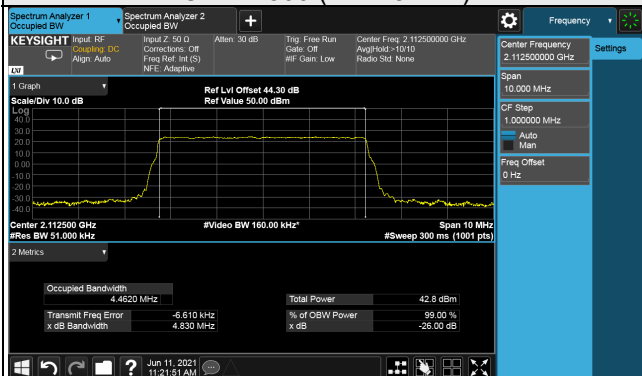 Spectrum Analyzer 1
Occupied BW
Spectrum Analyzer 2
Occupied BW
+
Frequency
KEYSIGHT
Input: RF
Coupling: DC
Align: Auto
Input Z: 50 Ω
Corrections: Off
Freq Ref: Int (S)
NFE: Adaptive
Atten: 30 dB
Trig: Free Run
Gate: Off
#IF Gain: Low
Center Freq: 2.112500000 GHz
Avg|Hold:>10/10
Radio Std: None
LXI
Center Frequency
2.112500000 GHz
Settings
Span
10.000 MHz
CF Step
1.000000 MHz
Auto
Man
Freq Offset
0 Hz
1 Graph
Scale/Div 10.0 dB
Ref Lvl Offset 44.30 dB
Ref Value 50.00 dBm
Log
40.0
30.0
20.0
10.0
0.00
-10.0
-20.0
-30.0
-40.0
Center 2.112500 GHz
#Res BW 51.000 kHz
#Video BW 160.00 kHz*
Span 10 MHz
#Sweep 300 ms (1001 pts)
2 Metrics
Occupied Bandwidth
4.4620 MHz
Total Power 42.8 dBm
Transmit Freq Error -6.610 kHz
% of OBW Power 99.00 %
x dB Bandwidth 4.830 MHz
x dB -26.00 dB
?
Jun 11, 2021
11:21:51 AM